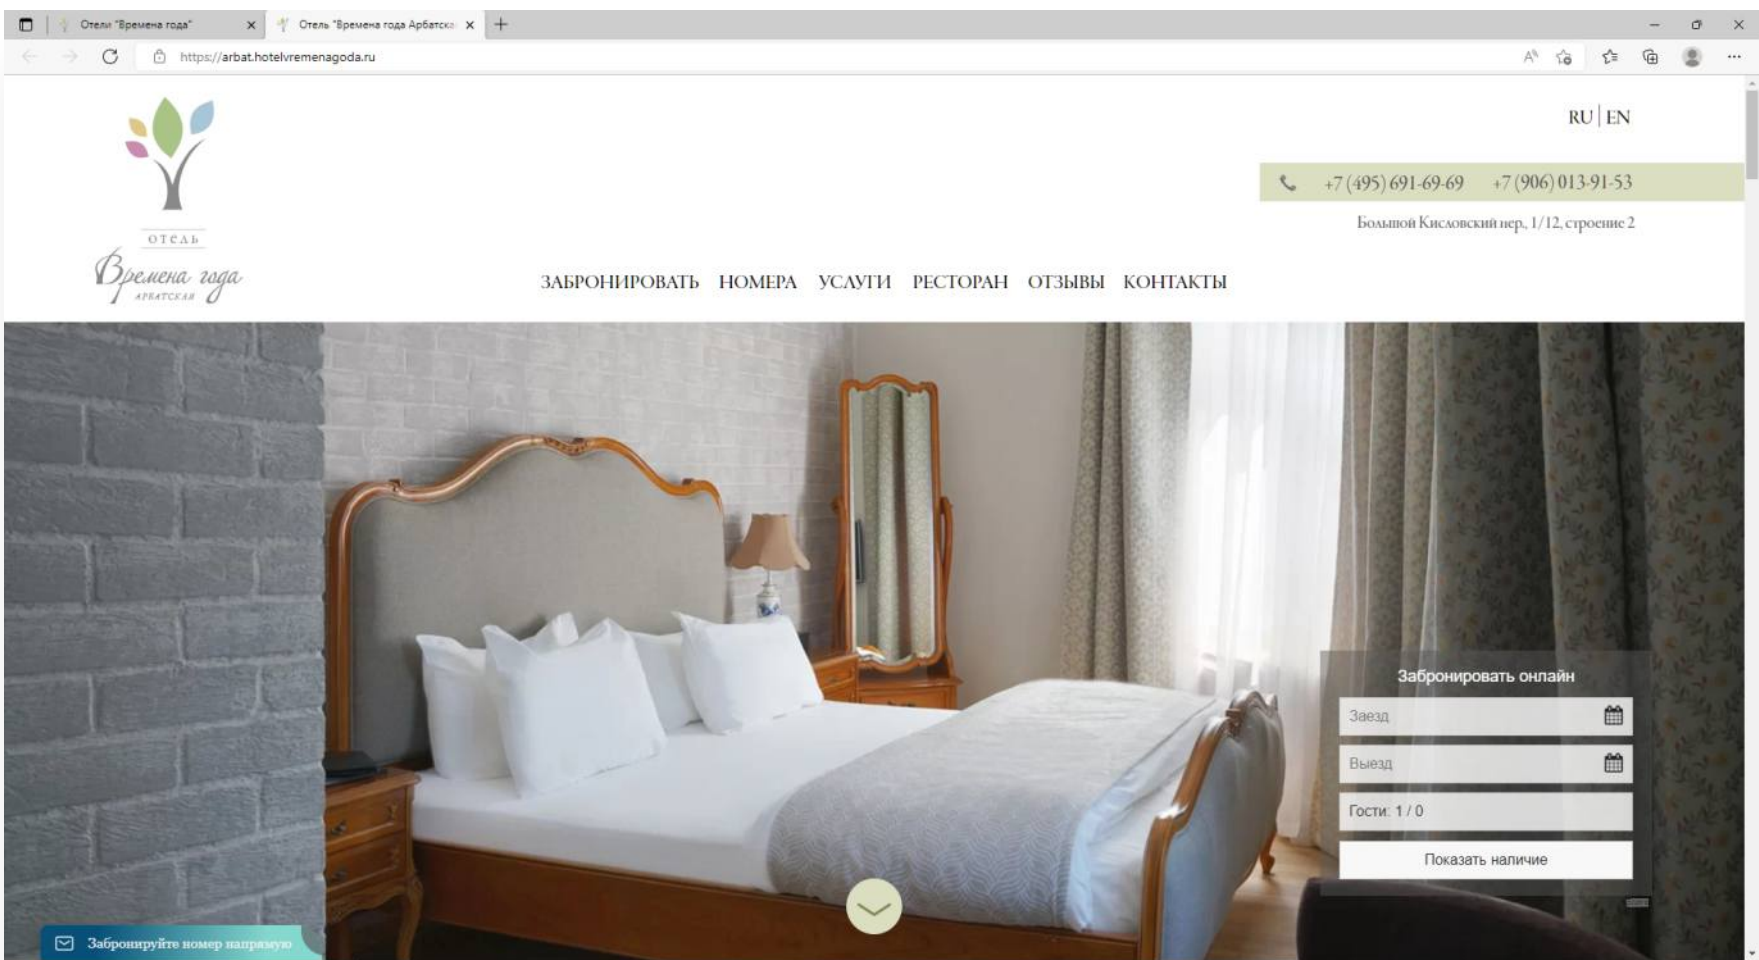 Отели "Времена года"
Отель "Времена года Арбатска
https://arbat.hotelvremenagoda.ru
RU | EN
+7 (495) 691-69-69 +7 (906) 013-91-53
Большой Кисловский пер., 1/12, строение 2
отель
Времена года
АРБАТСКАЯ
ЗАБРОНИРОВАТЬ НОМЕРА УСЛУГИ РЕСТОРАН ОТЗЫВЫ КОНТАКТЫ
Забронировать онлайн
Заезд
Выезд
Гости: 1 / 0
Показать наличие
Забронируйте номер напрямую